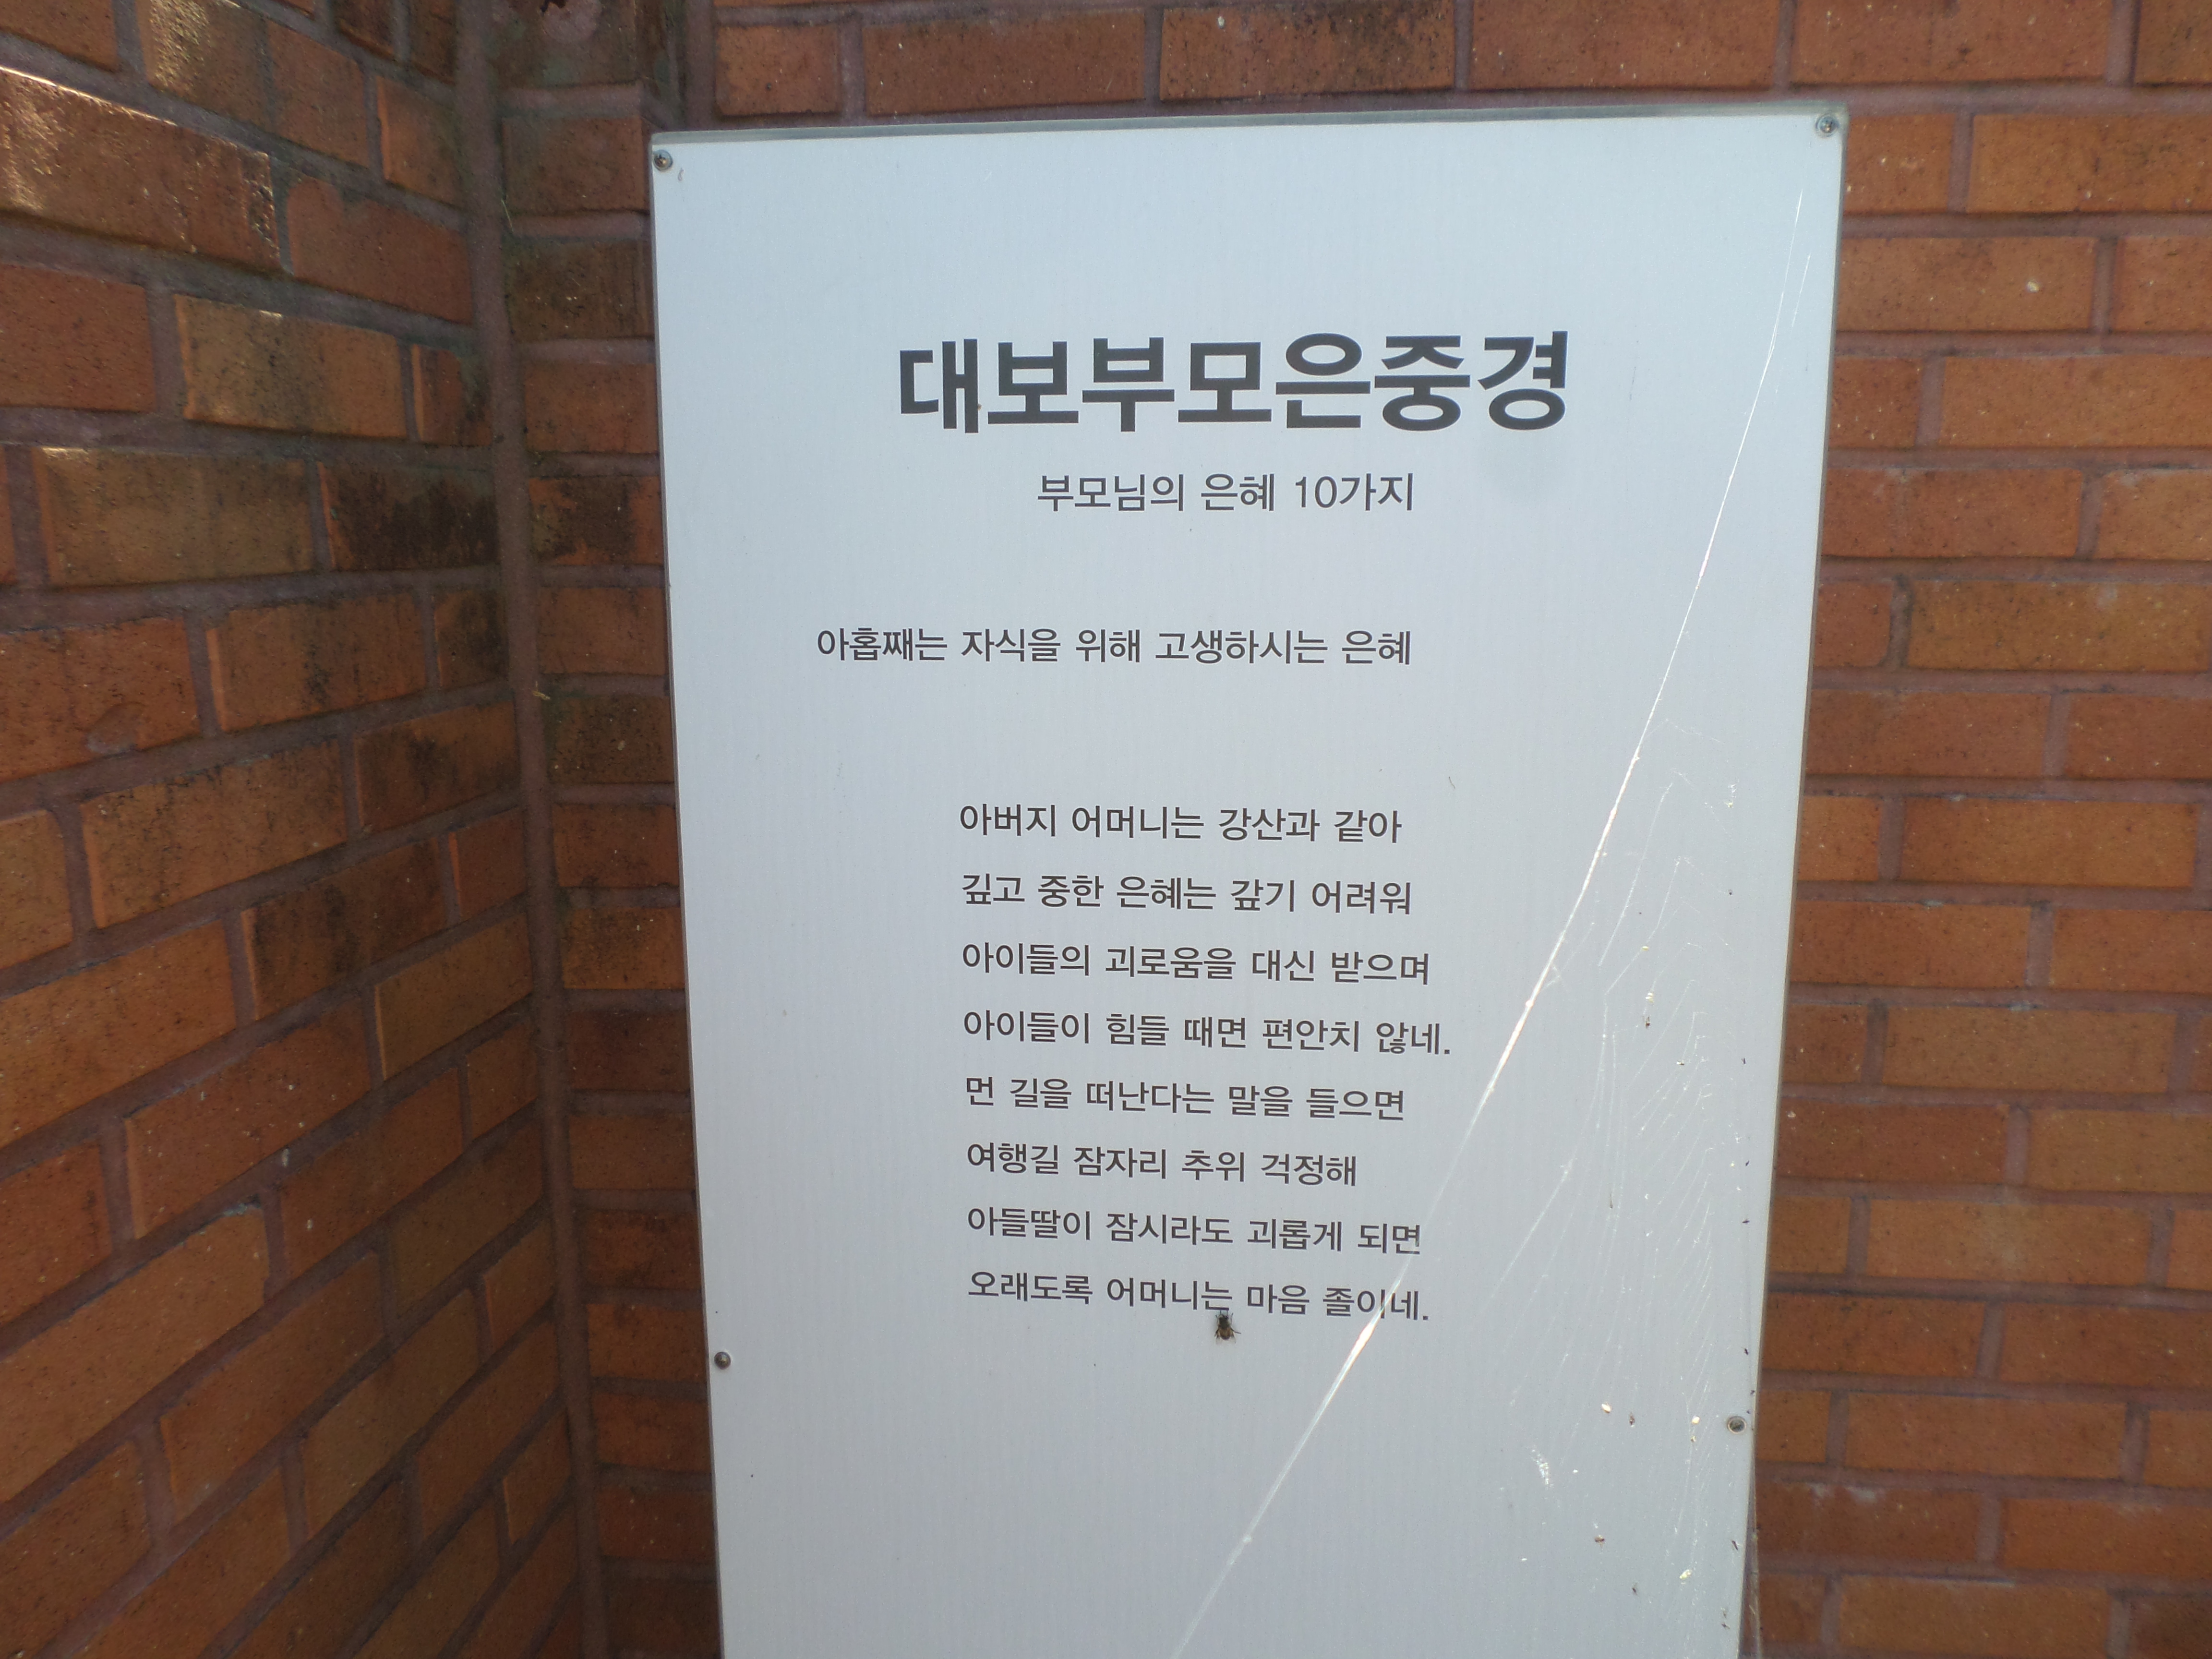 대보부모은중경
부모님의 은혜 10가지
아홉째는 자식을 위해 고생하시는 은혜
아버지 어머니는 강산과 같아
깊고 중한 은혜는 갚기 어려워
아이들의 괴로움을 대신 받으며
아이들이 힘들 때면 편안치 않네.
먼 길을 떠난다는 말을 들으면
여행길 잠자리 추위 걱정해
아들딸이 잠시라도 괴롭게 되면
오래도록 어머니는 마음 졸이네.